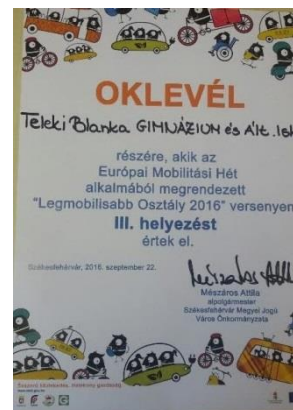 OKLEVÉL
Teleki Blanka GIMNÁZIUM és Ált. Isk
részére, akik az
Európai Mobilitási Hét
alkalmából megrendezett
"Legmobilisabb Osztály 2016" versenyen
III. helyezést
értek el.
Székesfehérvár, 2016. szeptember 22.
Mészáros Attila
alpolgármester
Székesfehérvár Megyei Jogú
Város Önkormányzata